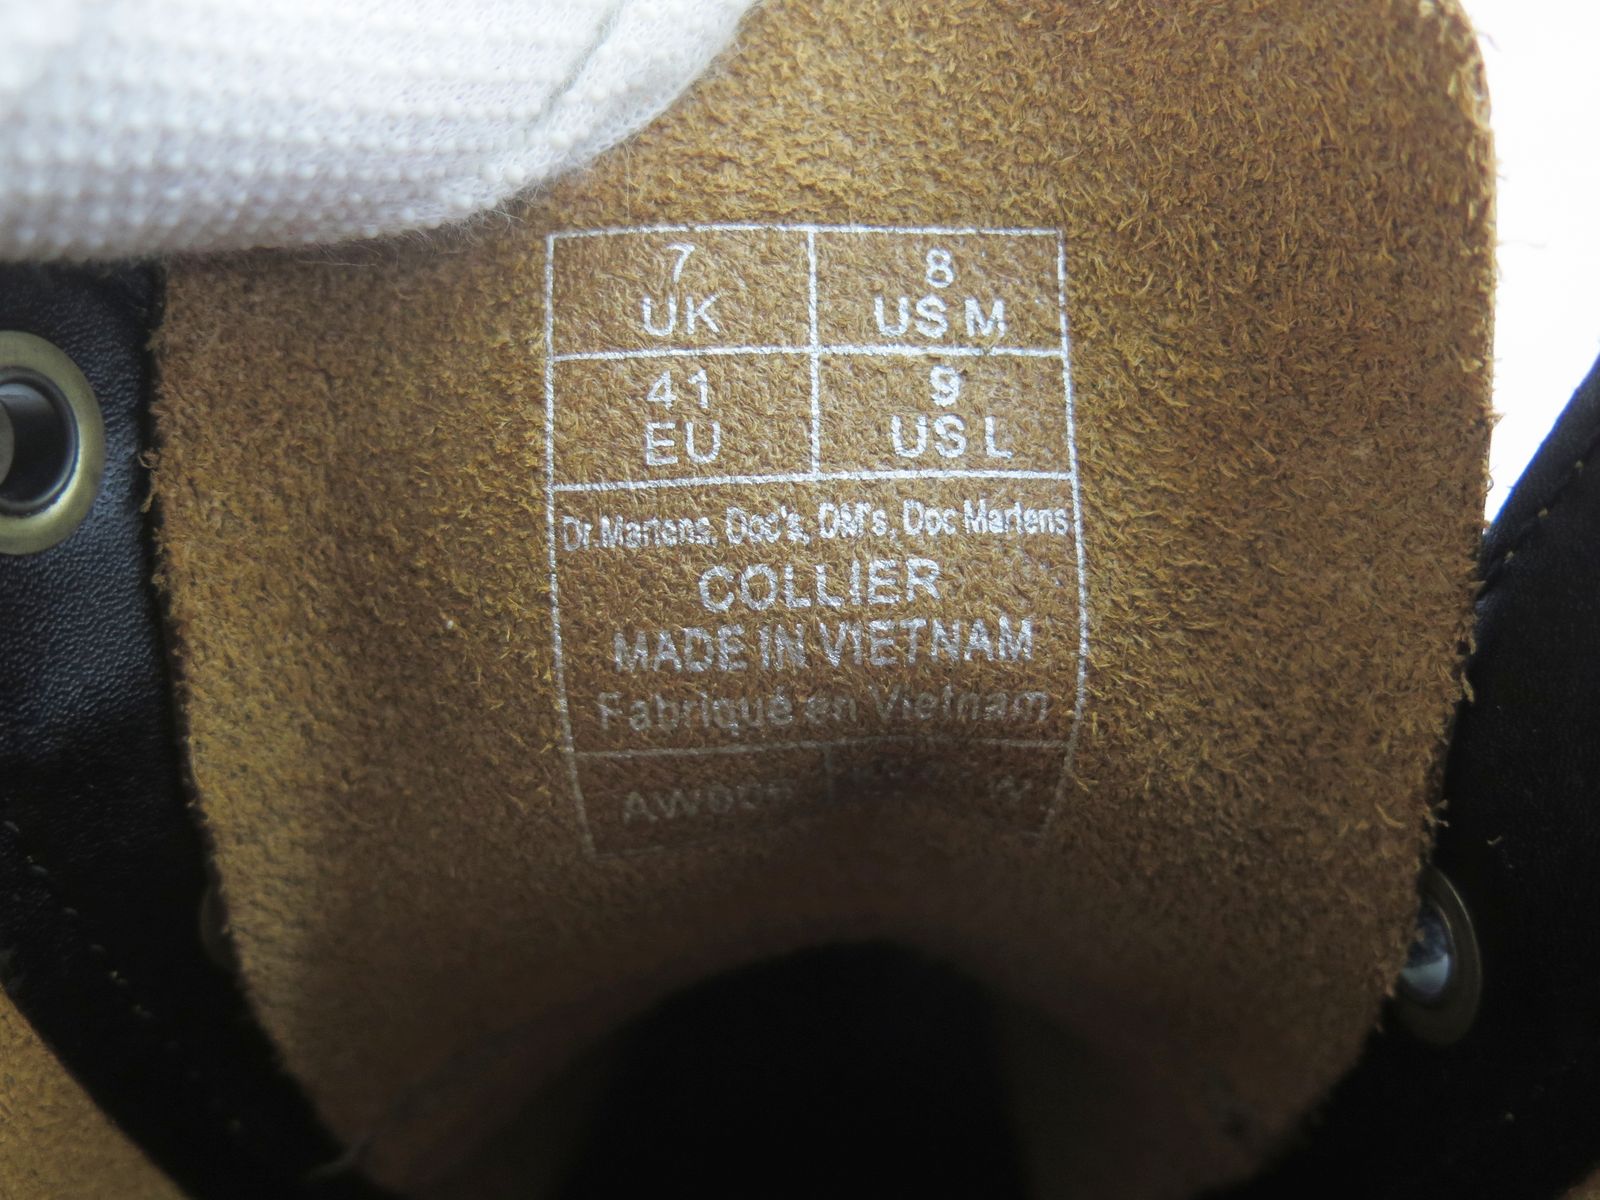 7 8
UK US M
41 9
EU US L
Dr.Martens, Doc's, DM's, Doc Martens
COLLIER
MADE IN VIETNAM
Fabriqué en Vietnam